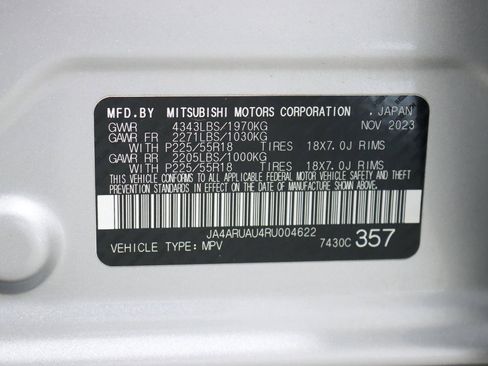 MFD.BY MITSUBISHI MOTORS CORPORATION , JAPAN
GVWR 4343LBS/1970KG NOV 2023
GAWR FR 2271LBS/1030KG
WITH P225/55R18 TIRES 18X7.0J RIMS
GAWR RR 2205LBS/1000KG
WITH P225/55R18 TIRES 18X7.0J RIMS
THIS VEHICLE CONFORMS TO ALL APPLICABLE FEDERAL MOTOR VEHICLE SAFETY AND THEFT
PREVENTION STANDARDS IN EFFECT ON THE DATE OF MANUFACTURE SHOWN ABOVE.
JA4ARUAU4RU004622
VEHICLE TYPE:MPV 7430C 357